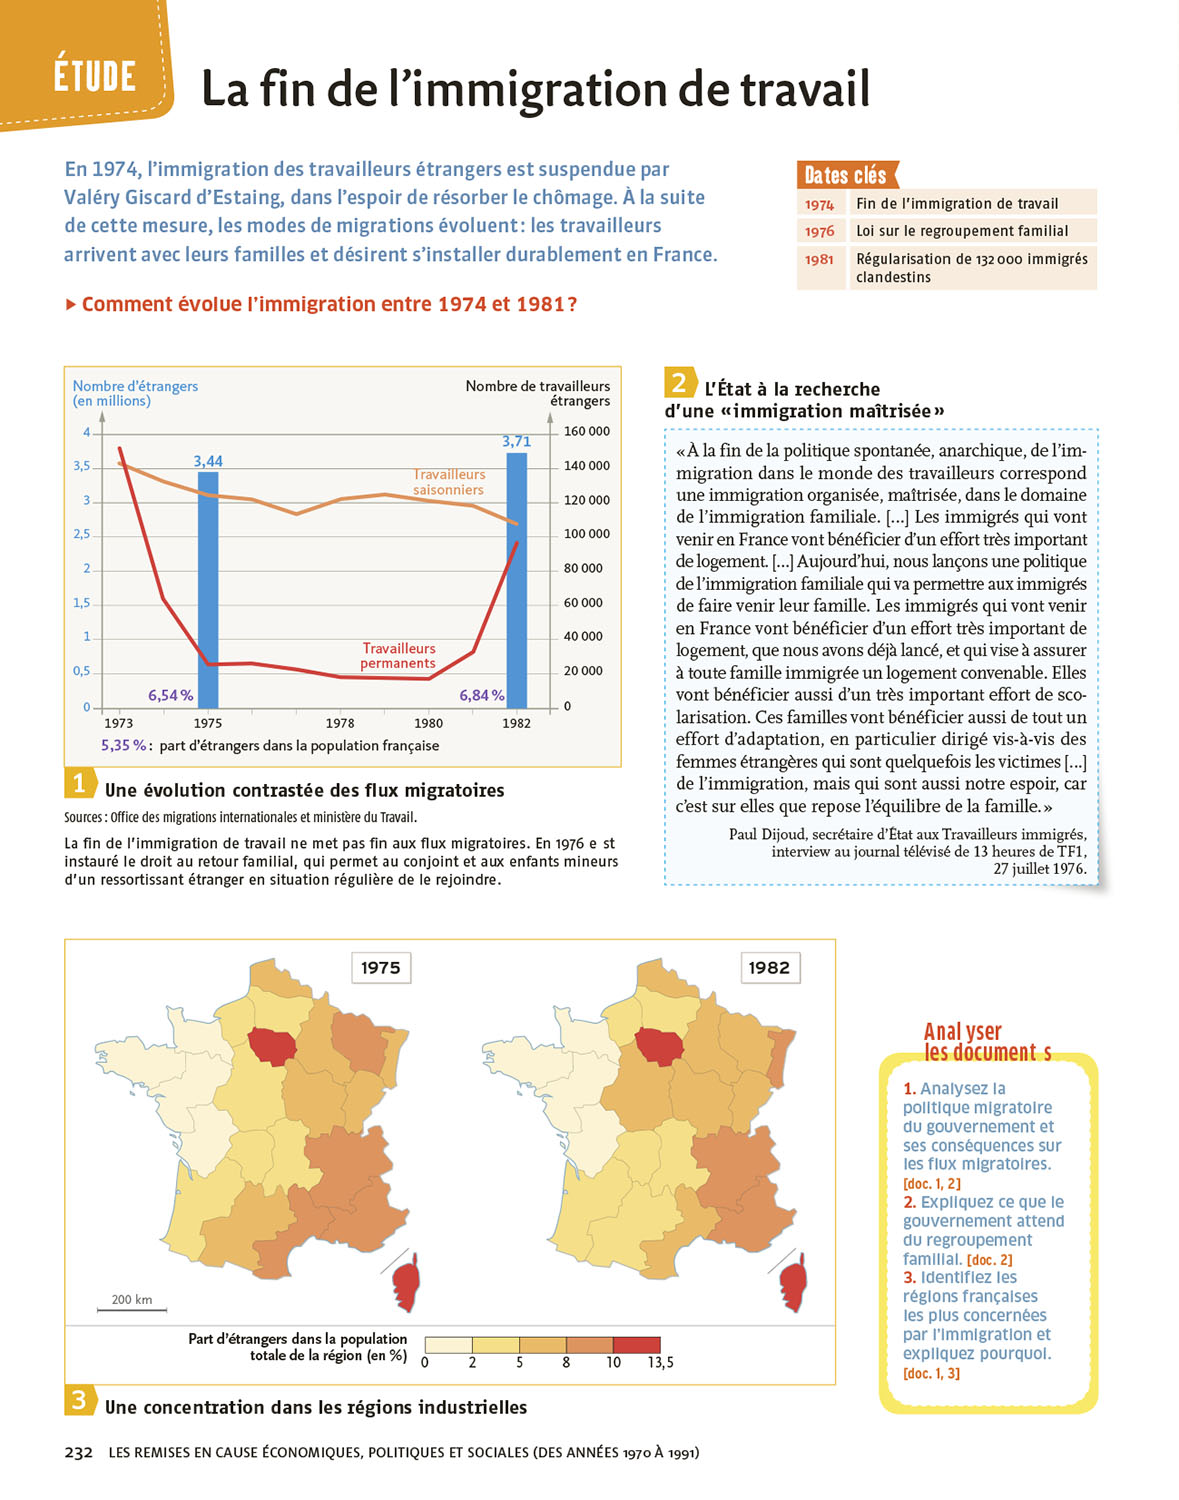 ÉTUDE
La fin de l'immigration de travail
En 1974, l'immigration des travailleurs étrangers est suspendue par
Valéry Giscard d'Estaing, dans l'espoir de résorber le chômage. À la suite
de cette mesure, les modes de migrations évoluent : les travailleurs
arrivent avec leurs familles et désirent s'installer durablement en France.
▶ Comment évolue l'immigration entre 1974 et 1981 ?
Dates clés
1974 Fin de l'immigration de travail
1976 Loi sur le regroupement familial
1981 Régularisation de 132 000 immigrés
clandestins
Nombre d'étrangers
(en millions)
Nombre de travailleurs
étrangers
4
3,5
3
2,5
2
1,5
1
0,5
0
160 000
140 000
120 000
100 000
80 000
60 000
40 000
20 000
0
3,44
3,71
Travailleurs
saisonniers
Travailleurs
permanents
6,54 %
6,84 %
1973 1975 1978 1980 1982
5,35 % : part d'étrangers dans la population française
1 Une évolution contrastée des flux migratoires
Sources : Office des migrations internationales et ministère du Travail.
La fin de l'immigration de travail ne met pas fin aux flux migratoires. En 1976 e st
instauré le droit au retour familial, qui permet au conjoint et aux enfants mineurs
d'un ressortissant étranger en situation régulière de le rejoindre.
2 L'État à la recherche
d'une « immigration maîtrisée »
« À la fin de la politique spontanée, anarchique, de l'im-
migration dans le monde des travailleurs correspond
une immigration organisée, maîtrisée, dans le domaine
de l'immigration familiale. [...] Les immigrés qui vont
venir en France vont bénéficier d'un effort très important
de logement. [...] Aujourd'hui, nous lançons une politique
de l'immigration familiale qui va permettre aux immigrés
de faire venir leur famille. Les immigrés qui vont venir
en France vont bénéficier d'un effort très important de
logement, que nous avons déjà lancé, et qui vise à assurer
à toute famille immigrée un logement convenable. Elles
vont bénéficier aussi d'un très important effort de sco-
larisation. Ces familles vont bénéficier aussi de tout un
effort d'adaptation, en particulier dirigé vis-à-vis des
femmes étrangères qui sont quelquefois les victimes [...]
de l'immigration, mais qui sont aussi notre espoir, car
c'est sur elles que repose l'équilibre de la famille. »
Paul Dijoud, secrétaire d'État aux Travailleurs immigrés,
interview au journal télévisé de 13 heures de TF1,
27 juillet 1976.
1975
1982
200 km
Part d'étrangers dans la population
totale de la région (en %)
0 2 5 8 10 13,5
3 Une concentration dans les régions industrielles
Anal yser
les document s
1. Analysez la
politique migratoire
du gouvernement et
ses conséquences sur
les flux migratoires.
[doc. 1, 2]
2. Expliquez ce que le
gouvernement attend
du regroupement
familial. [doc. 2]
3. Identifiez les
régions françaises
les plus concernées
par l'immigration et
expliquez pourquoi.
[doc. 1, 3]
232 LES REMISES EN CAUSE ÉCONOMIQUES, POLITIQUES ET SOCIALES (DES ANNÉES 1970 À 1991)